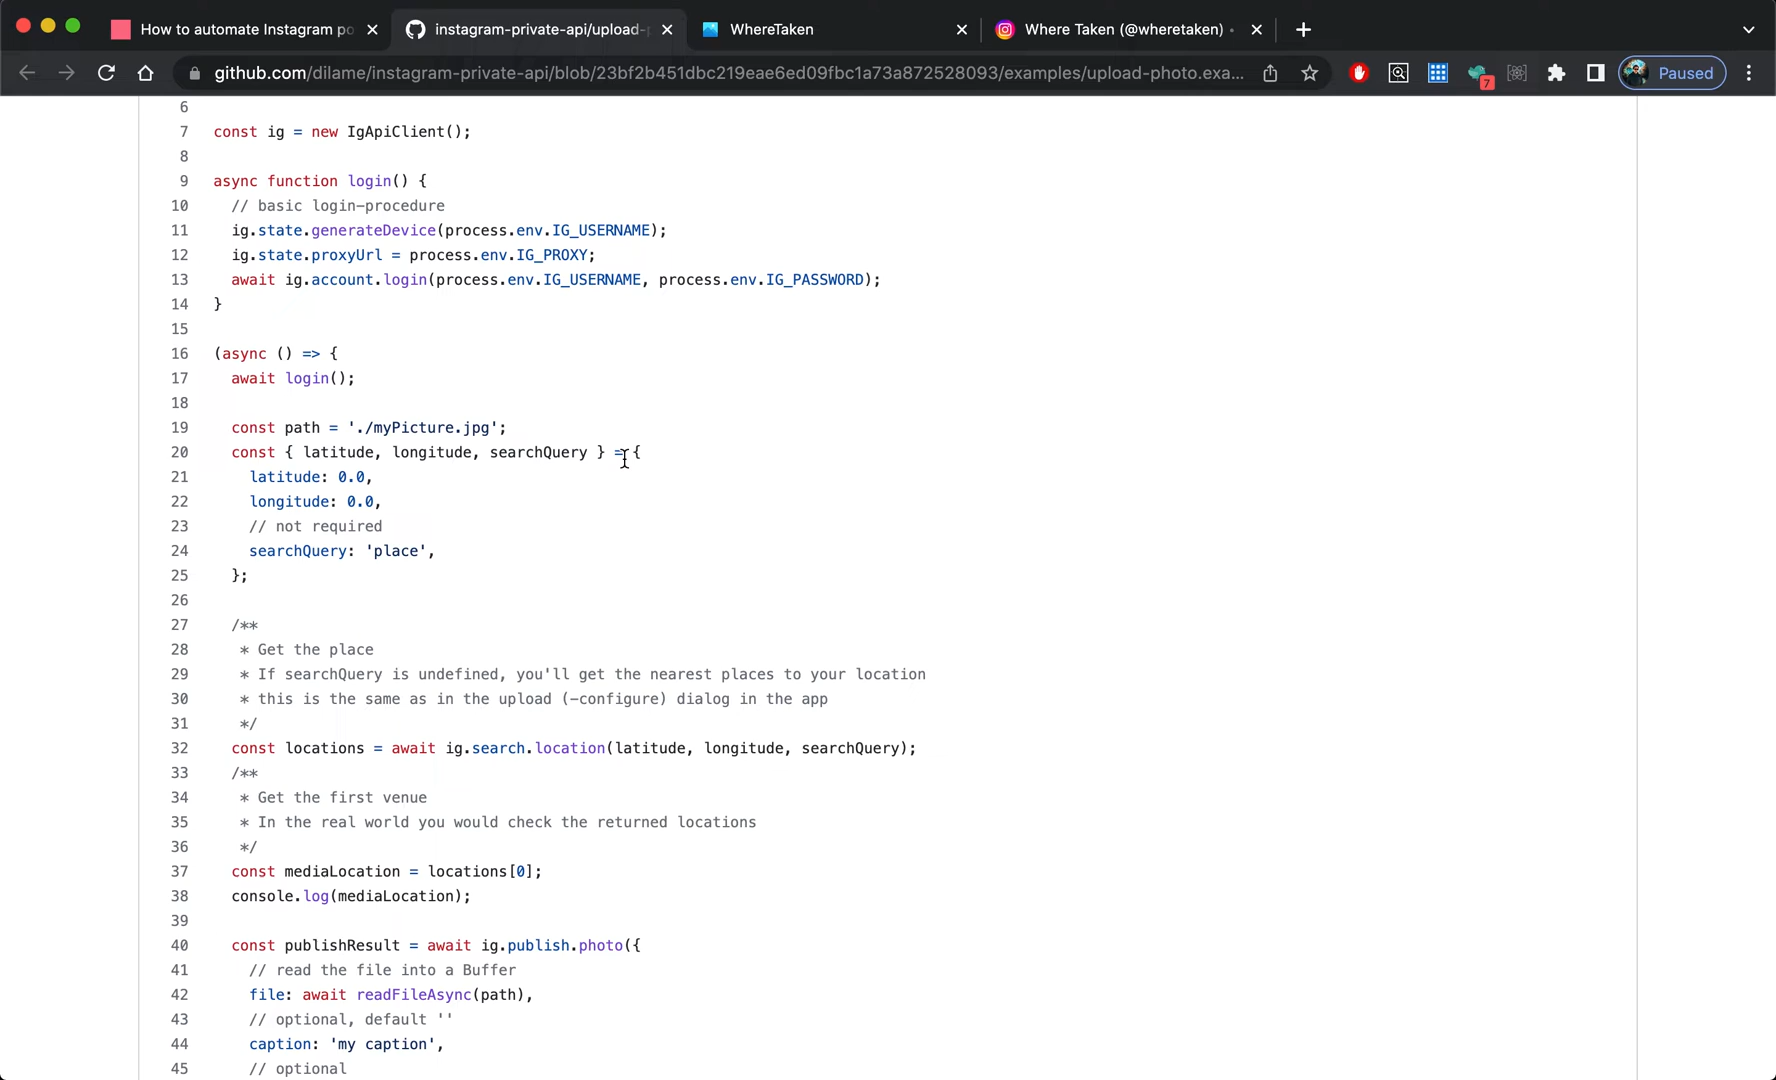 How to automate Instagram po
instagram-private-api/upload-p
WhereTaken
Where Taken (@wheretaken) •
github.com/dilame/instagram-private-api/blob/23bf2b451dbc219eae6ed09fbc1a73a872528093/examples/upload-photo.exa...
7
Paused
6
7 const ig = new IgApiClient();
8
9 async function login() {
10 // basic login-procedure
11 ig.state.generateDevice(process.env.IG_USERNAME);
12 ig.state.proxyUrl = process.env.IG_PROXY;
13 await ig.account.login(process.env.IG_USERNAME, process.env.IG_PASSWORD);
14 }
15
16 (async () => {
17 await login();
18
19 const path = './myPicture.jpg';
20 const { latitude, longitude, searchQuery } = {
21 latitude: 0.0,
22 longitude: 0.0,
23 // not required
24 searchQuery: 'place',
25 };
26
27 /**
28 * Get the place
29 * If searchQuery is undefined, you'll get the nearest places to your location
30 * this is the same as in the upload (-configure) dialog in the app
31 */
32 const locations = await ig.search.location(latitude, longitude, searchQuery);
33 /**
34 * Get the first venue
35 * In the real world you would check the returned locations
36 */
37 const mediaLocation = locations[0];
38 console.log(mediaLocation);
39
40 const publishResult = await ig.publish.photo({
41 // read the file into a Buffer
42 file: await readFileAsync(path),
43 // optional, default ''
44 caption: 'my caption',
45 // optional